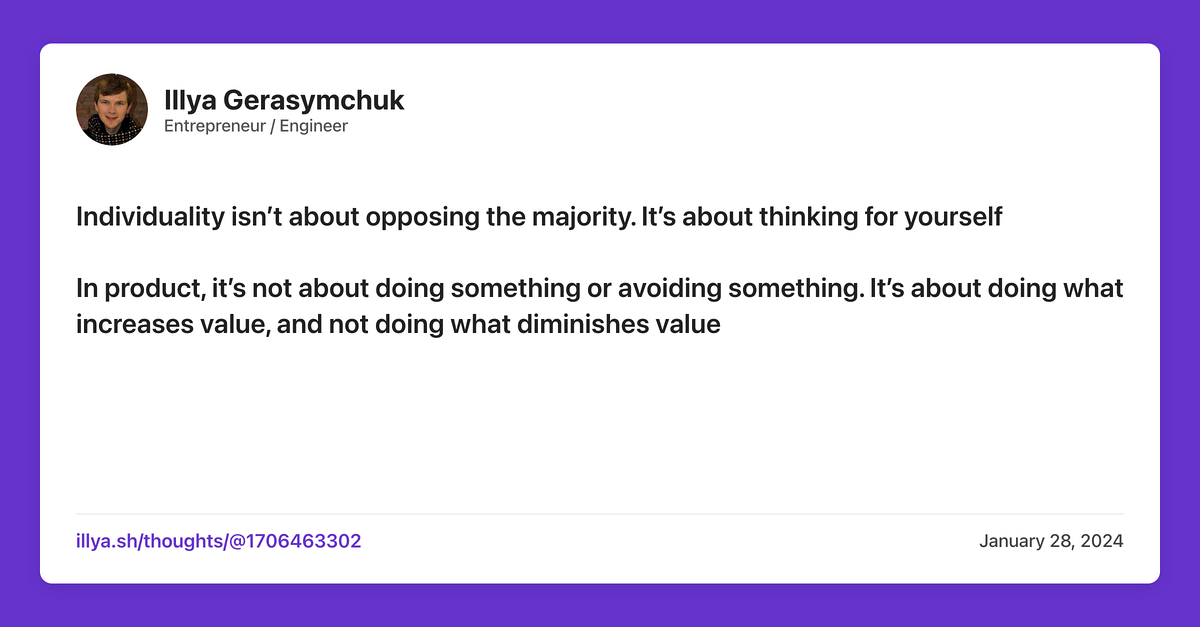 Illya Gerasymchuk
Entrepreneur / Engineer
Individuality isn’t about opposing the majority. It’s about thinking for yourself
In product, it’s not about doing something or avoiding something. It’s about doing what
increases value, and not doing what diminishes value
illya.sh/thoughts/@1706463302
January 28, 2024